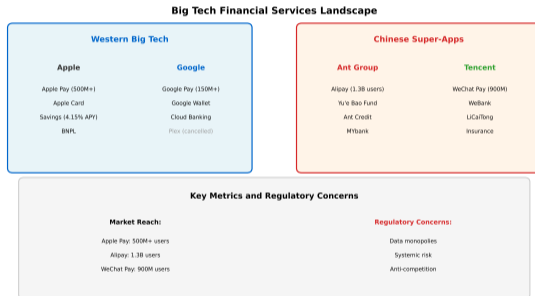 Big Tech Financial Services Landscape
Western Big Tech
Apple
Apple Pay (500M+)
Apple Card
Savings (4.15% APY)
BNPL
Google
Google Pay (150M+)
Google Wallet
Cloud Banking
Plex (cancelled)
Chinese Super-Apps
Ant Group
Alipay (1.3B users)
Yu'e Bao Fund
Ant Credit
MYbank
Tencent
WeChat Pay (900M)
WeBank
LiCaiTong
Insurance
Key Metrics and Regulatory Concerns
Market Reach:
Apple Pay: 500M+ users
Alipay: 1.3B users
WeChat Pay: 900M users
Regulatory Concerns:
Data monopolies
Systemic risk
Anti-competition